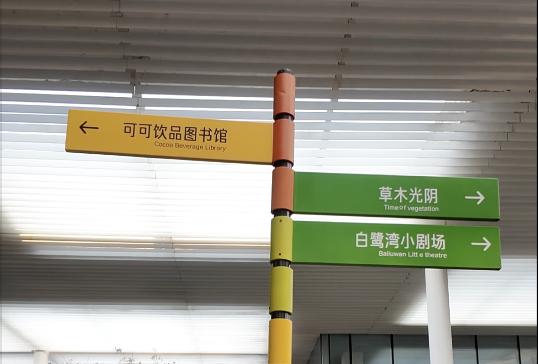 ← 可可饮品图书馆
Cocoa Beverage Library
草木光阴 →
Time of vegetation
白鹭湾小剧场 →
Bailuwan Litt e theatre